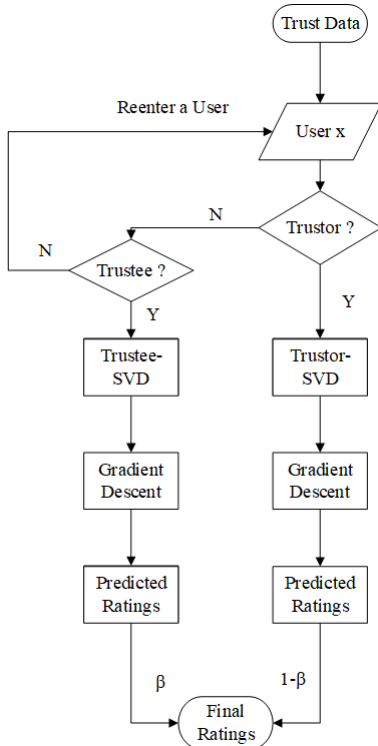 Trust Data
Reenter a User
User x
N
Trustor ?
N
Trustee ?
Y
Y
Trustee-
SVD
Trustor-
SVD
Gradient
Descent
Gradient
Descent
Predicted
Ratings
Predicted
Ratings
β
1-β
Final
Ratings